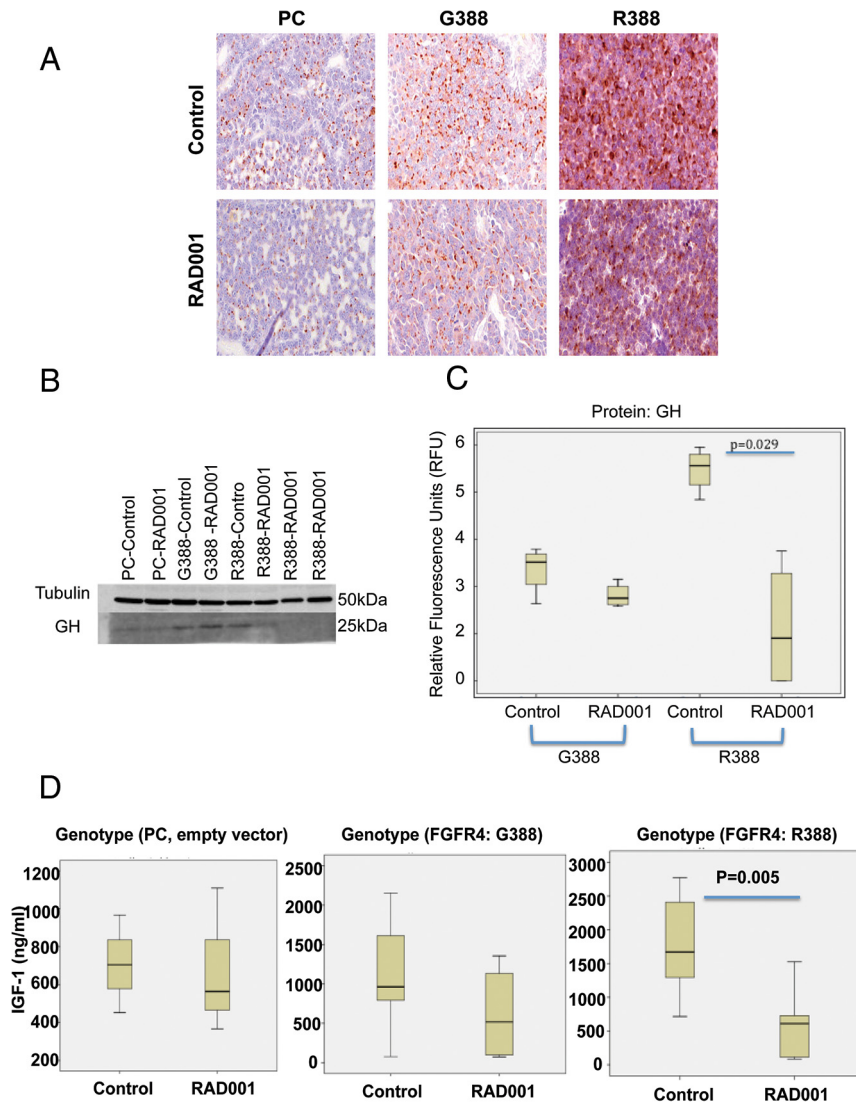 PC G388 R388
A
Control
RAD001
B
PC-Control
PC-RAD001
G388-Control
G388 -RAD001
R388-Contro
R388-RAD001
R388-RAD001
R388-RAD001
Tubulin 50kDa
GH 25kDa
C
Protein: GH
Relative Fluorescence Units (RFU)
6
5
4
3
2
0
p=0.029
Control RAD001 Control RAD001
G388 R388
D
Genotype (PC, empty vector)
IGF-1 (ng/ml)
1200
1000
800
600
400
200
Control RAD001
Genotype (FGFR4: G388)
2500
2000
1500
1000
500
0
Control RAD001
Genotype (FGFR4: R388)
P=0.005
3000
2500
2000
1500
1000
500
0
Control RAD001